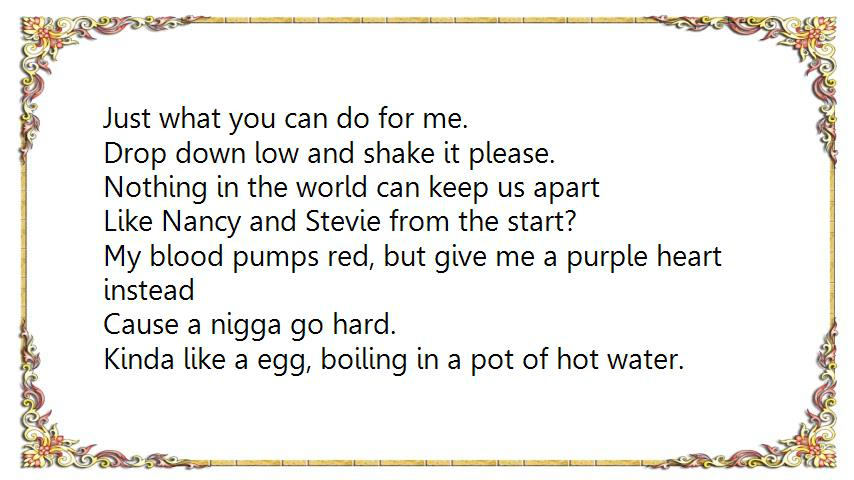 Just what you can do for me.
Drop down low and shake it please.
Nothing in the world can keep us apart
Like Nancy and Stevie from the start?
My blood pumps red, but give me a purple heart
instead
Cause a nigga go hard.
Kinda like a egg, boiling in a pot of hot water.